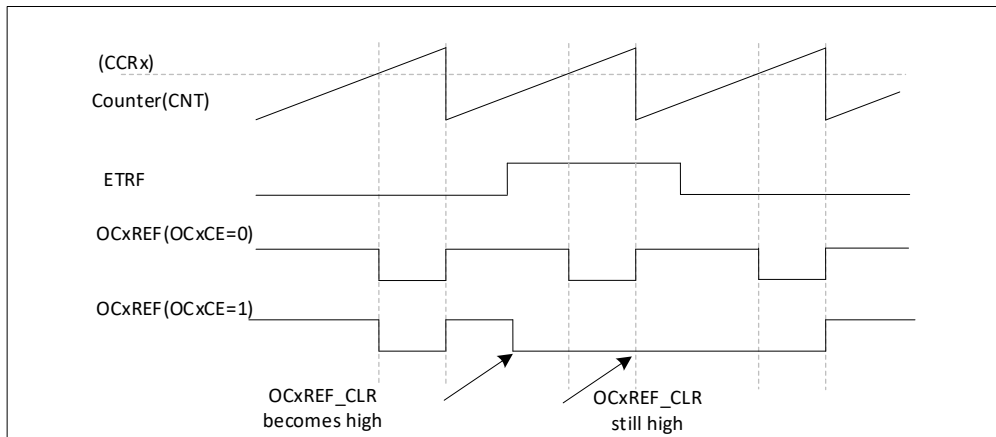 (CCRx)
Counter(CNT)
ETRF
OCxREF(OCxCE=0)
OCxREF(OCxCE=1)
OCxREF_CLR
becomes high
OCxREF_CLR
still high